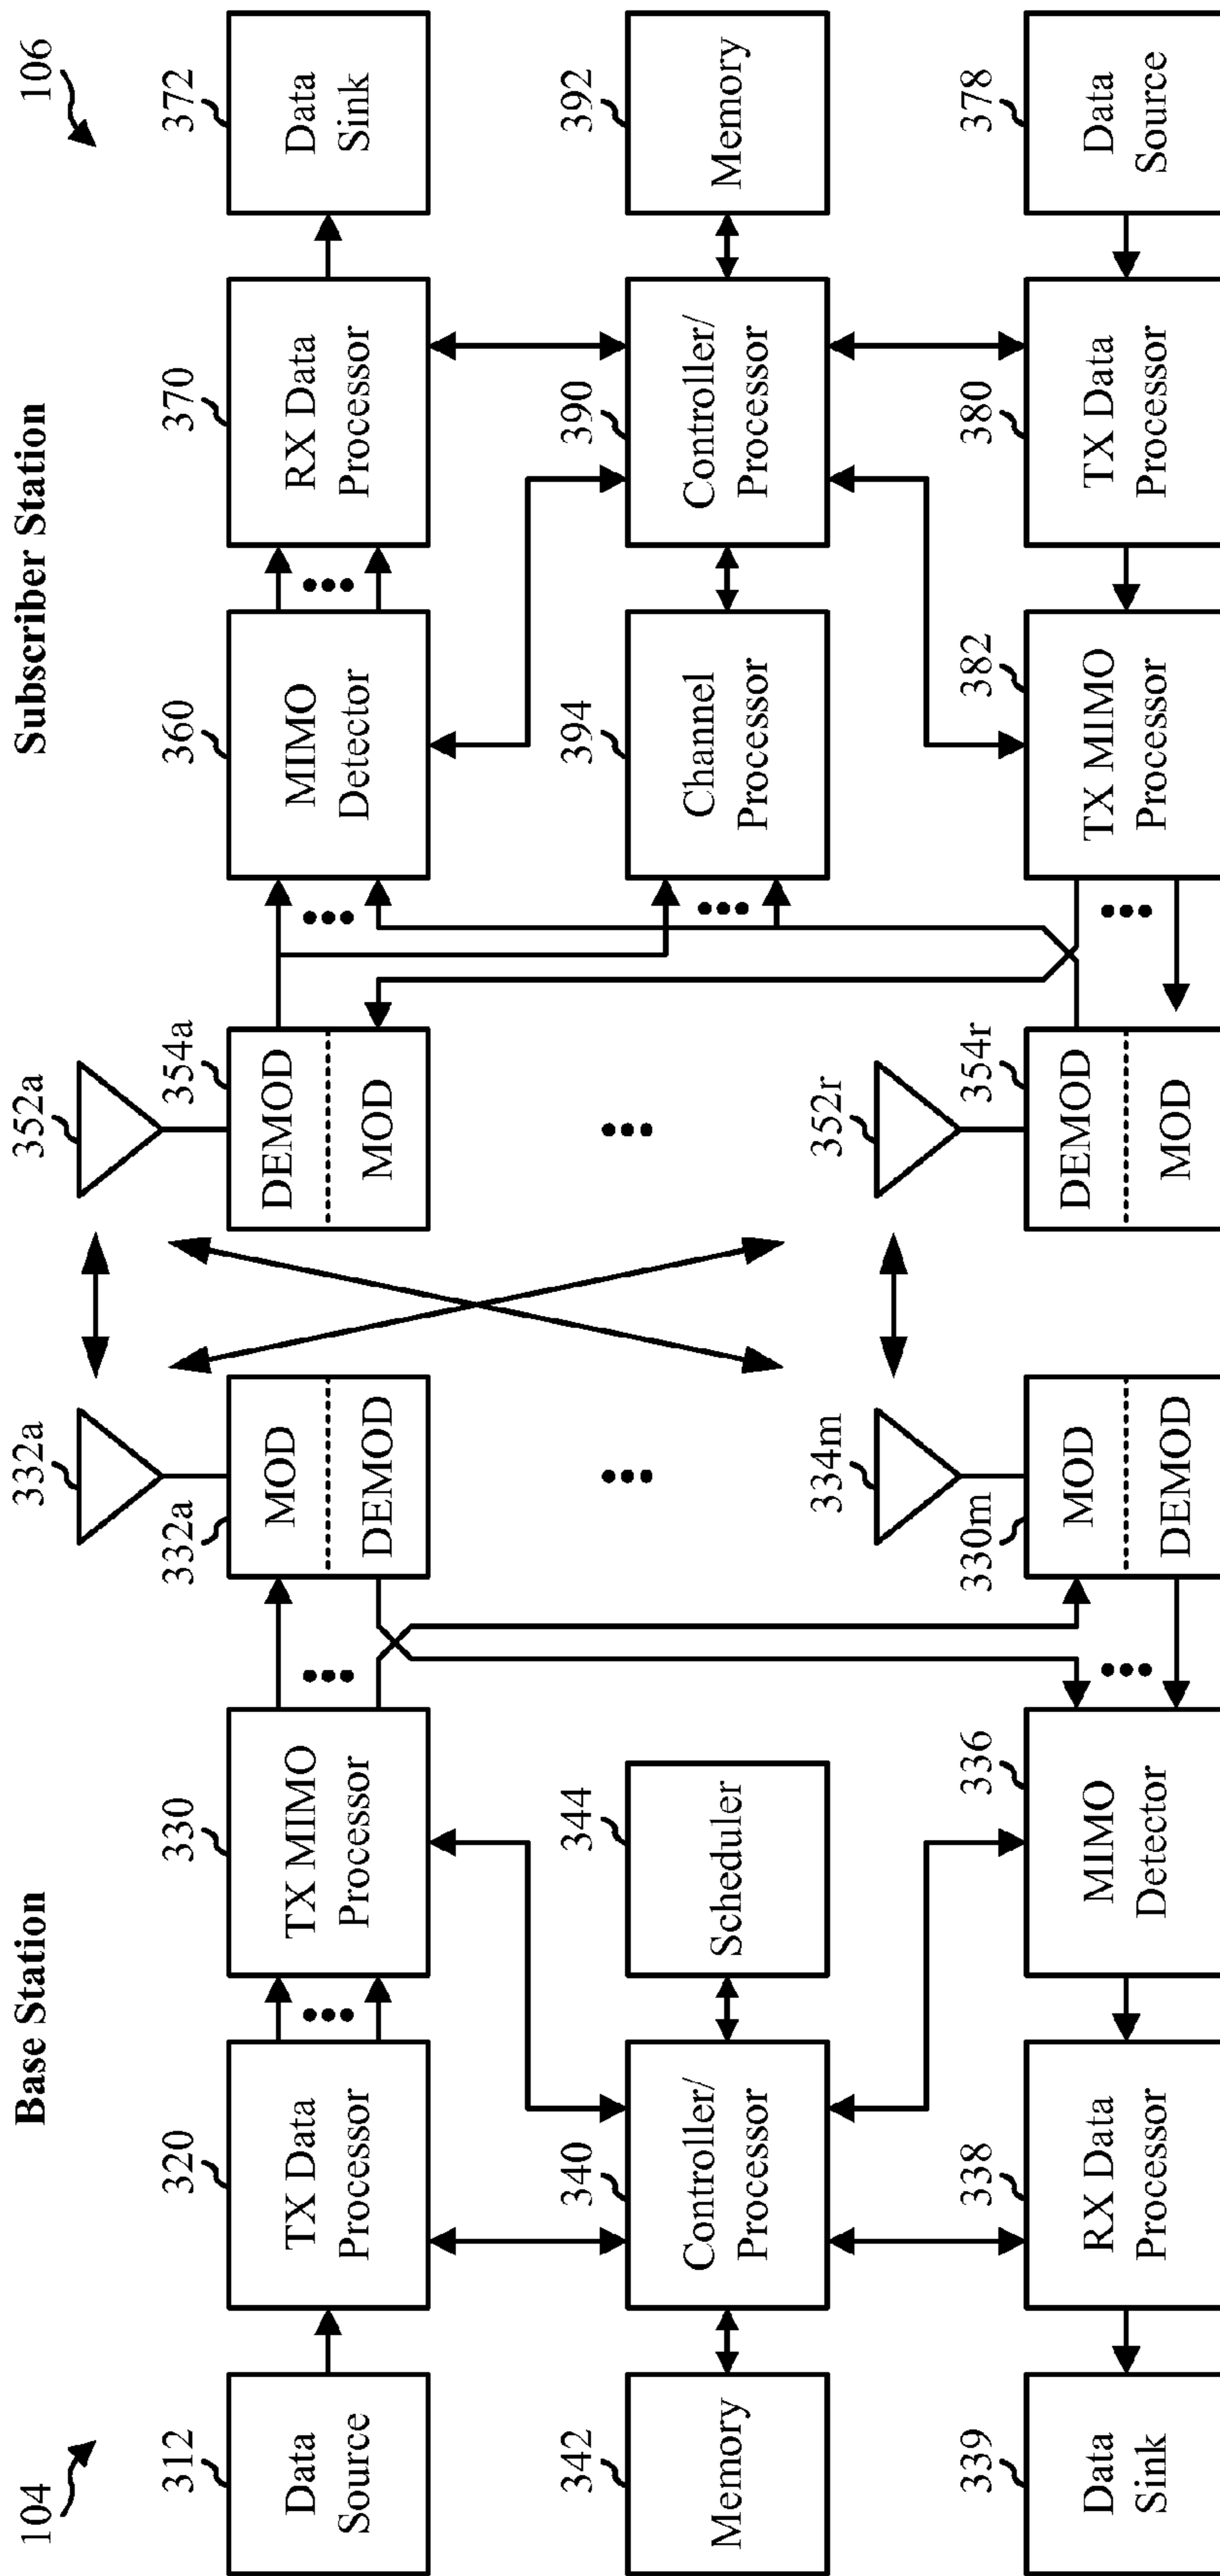 Base Station
Subscriber Station
104
106
312
Data
Source
320
TX Data
Processor
330
TX MIMO
Processor
332a
332a
MOD
DEMOD
352a
354a
DEMOD
MOD
360
MIMO
Detector
370
RX Data
Processor
372
Data
Sink
342
Memory
340
Controller/
Processor
344
Scheduler
394
Channel
Processor
390
Controller/
Processor
392
Memory
339
Data
Sink
338
RX Data
Processor
336
MIMO
Detector
334m
330m
MOD
DEMOD
352r
354r
DEMOD
MOD
382
TX MIMO
Processor
380
TX Data
Processor
378
Data
Source